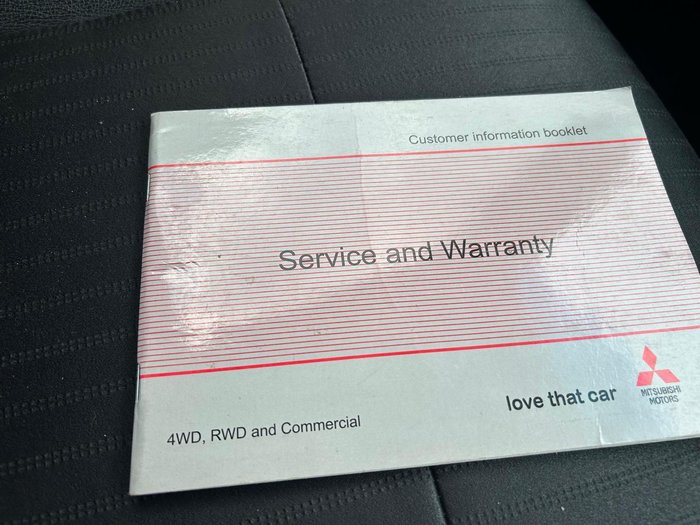 Customer information booklet
Service and Warranty
love that car
MITSUBISHI
MOTORS
4WD, RWD and Commercial